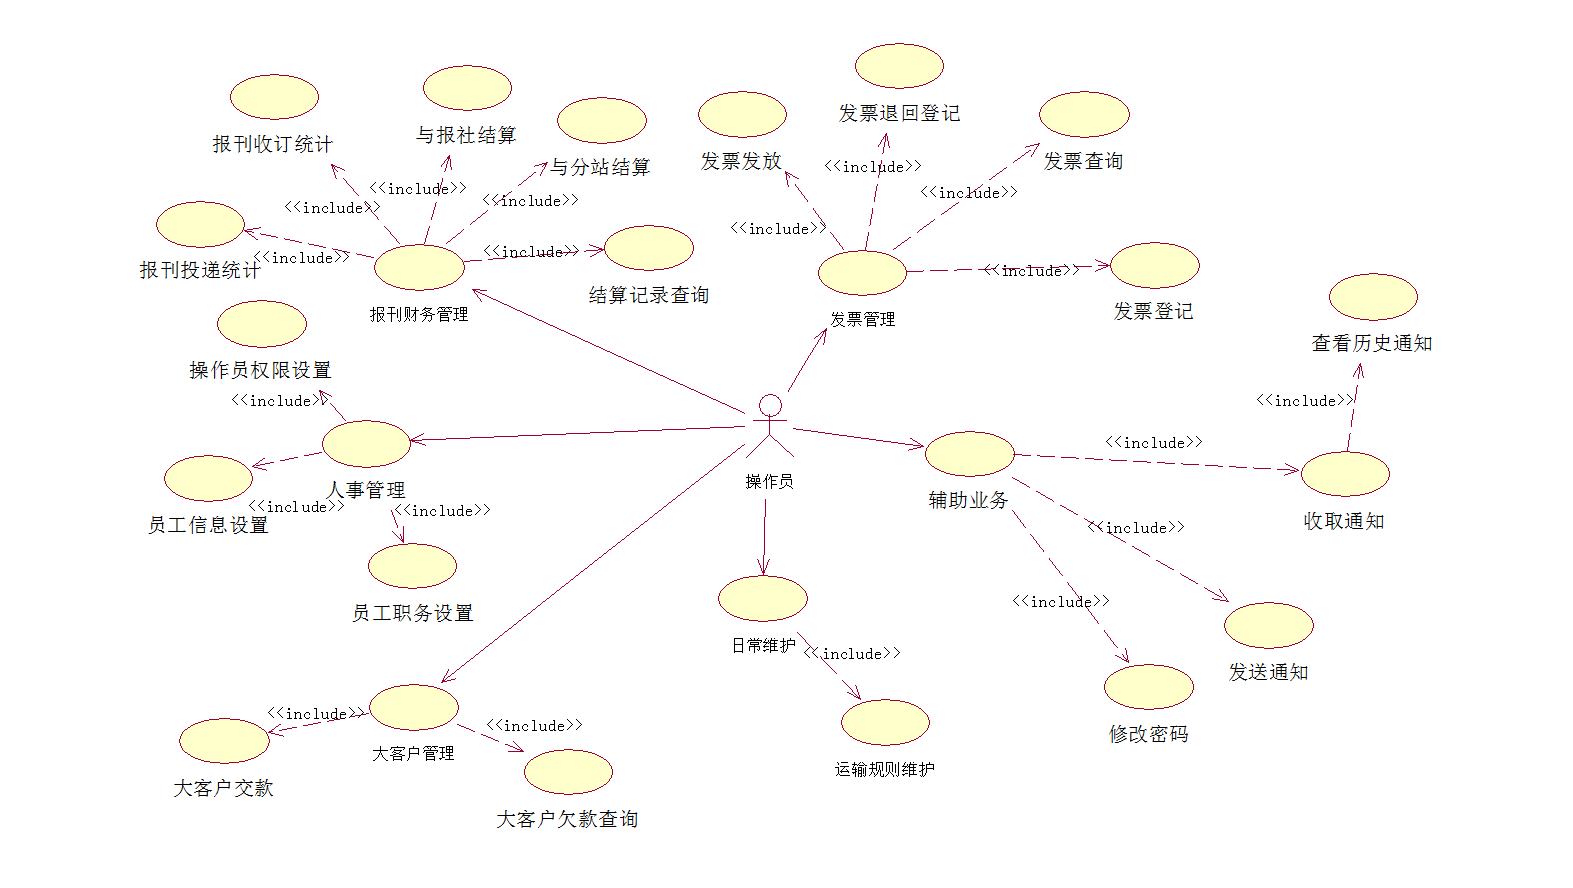 发票退回登记
与报社结算
报刊收订统计
与分站结算
发票发放
发票查询
<<include>>
<<include>>
<<include>>
<<include>>
<<include>>
<<include>>
<<include>>
<<include>>
<<include>>
<<include>>
报刊投递统计
结算记录查询
发票登记
报刊财务管理
发票管理
查看历史通知
操作员权限设置
<<include>>
<<include>>
<<include>>
操作员
人事管理
辅助业务
<<include>>
<<include>>
收取通知
员工信息设置
<<include>>
<<include>>
员工职务设置
日常维护
<<include>>
发送通知
<<include>>
<<include>>
修改密码
大客户管理
运输规则维护
大客户交款
大客户欠款查询